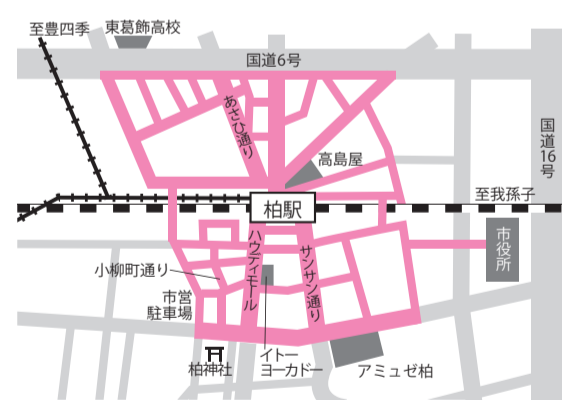 至豊四季
東葛飾高校
国道6号
あさひ通り
高島屋
国道16号
至我孫子
柏駅
市役所
ハウディモール
サンサン通り
小柳町通り
市営
駐車場
柏神社
イトー
ヨーカドー
アミュゼ柏